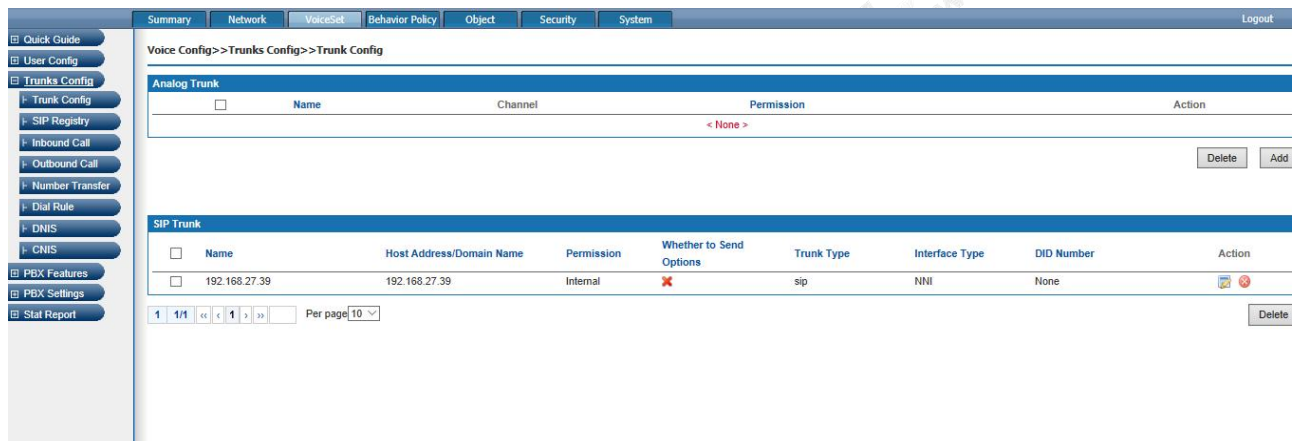 Summary Network VoiceSet Behavior Policy Object Security System Logout
Quick Guide
User Config
Trunks Config
Trunk Config
SIP Registry
Inbound Call
Outbound Call
Number Transfer
Dial Rule
DNIS
CNIS
PBX Features
PBX Settings
Stat Report
Voice Config>>Trunks Config>>Trunk Config
Analog Trunk
Name Channel Permission Action
< None >
Delete Add
SIP Trunk
Name Host Address/Domain Name Permission Whether to Send Options Trunk Type Interface Type DID Number Action
192.168.27.39 192.168.27.39 Internal sip NNI None
1 1/1 « ‹ 1 › » Per page 10
Delete